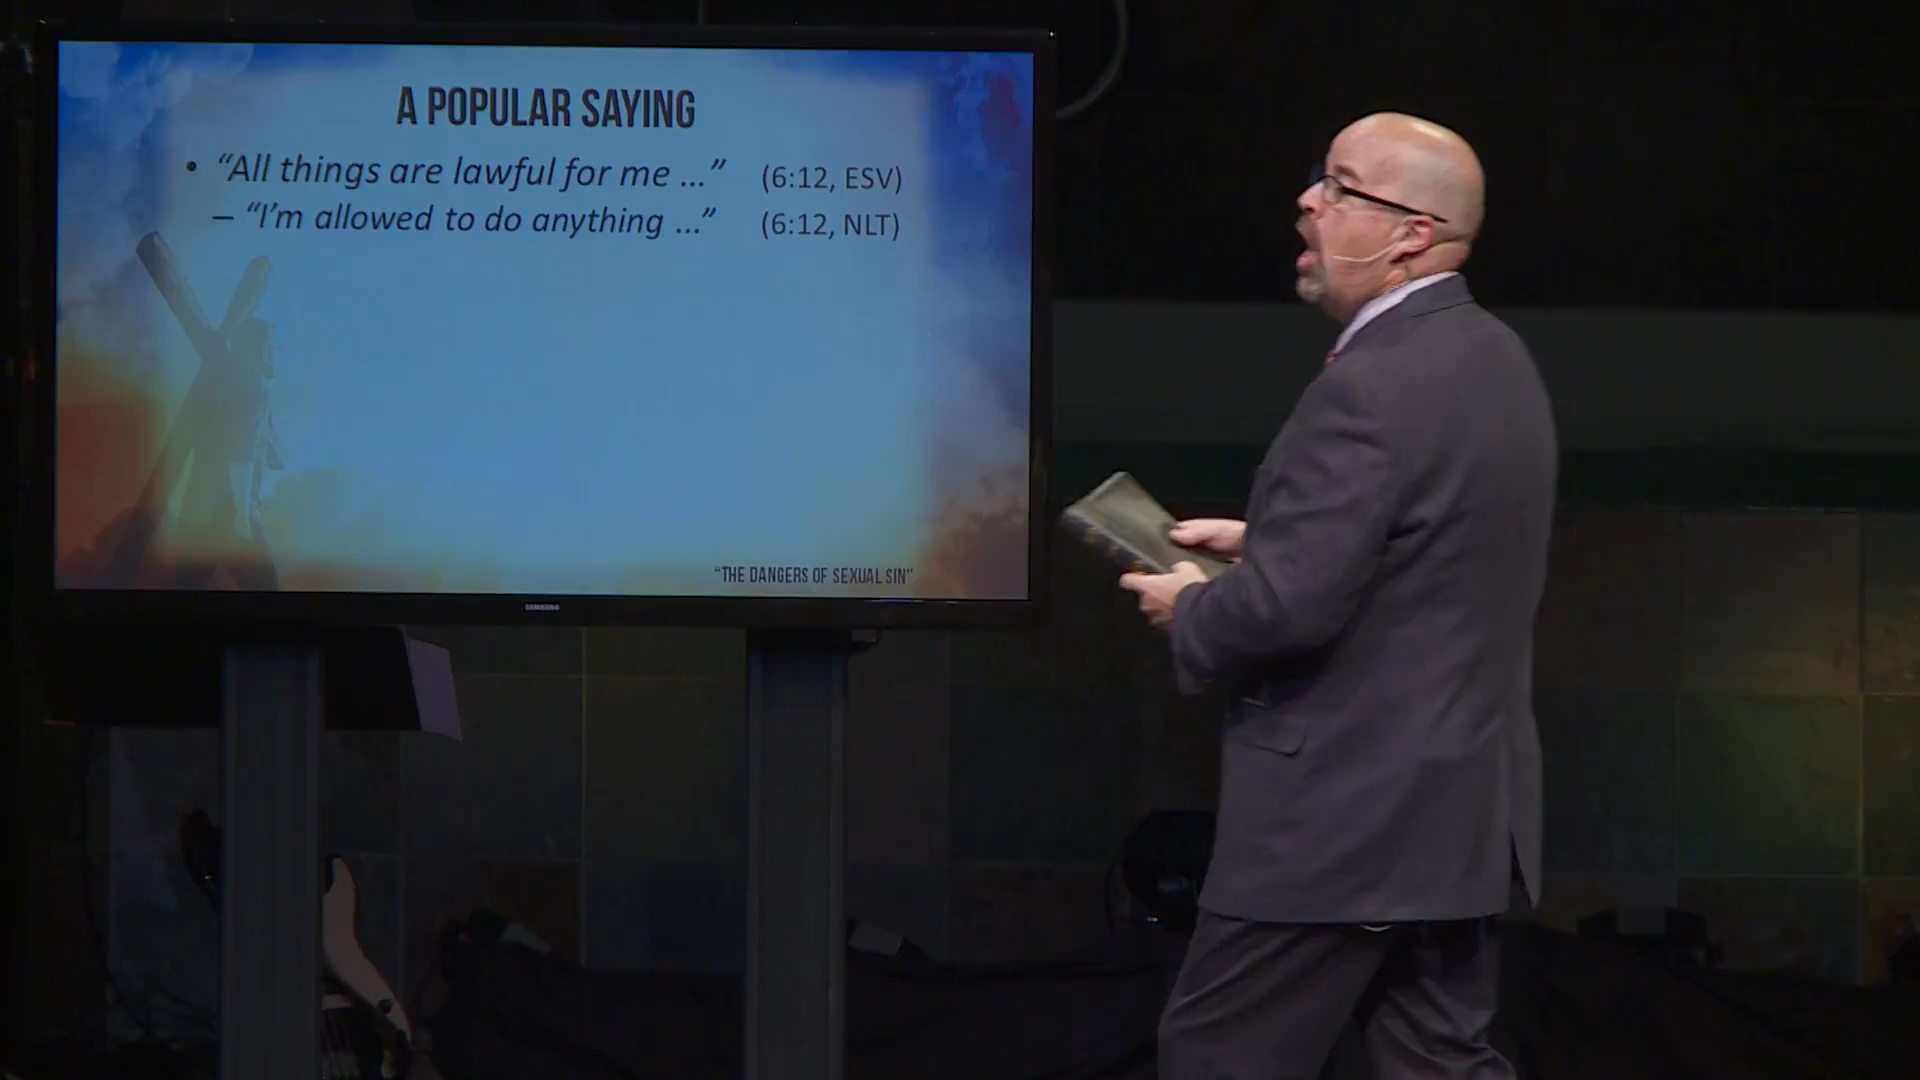 A POPULAR SAYING
• “All things are lawful for me ...” (6:12, ESV)
– “I’m allowed to do anything ...” (6:12, NLT)
“THE DANGERS OF SEXUAL SIN”
SAMSUNG